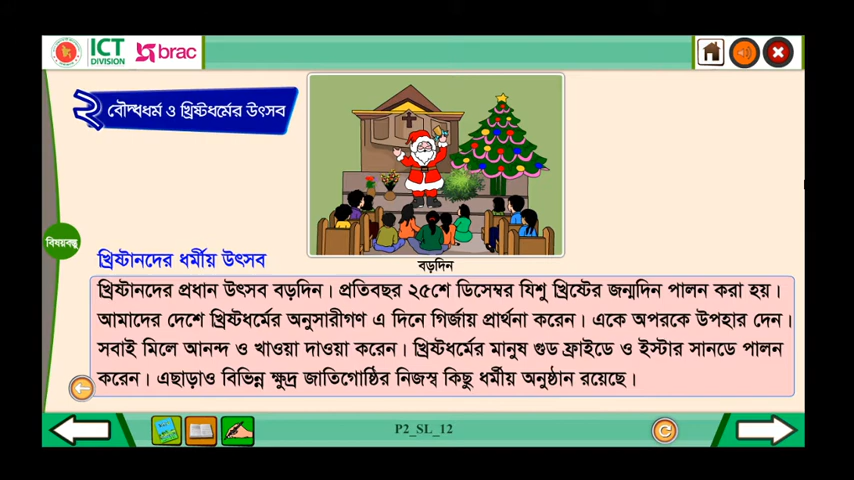 ICT
DIVISION
brac
২ বৌদ্ধধর্ম ও খ্রিষ্টধর্মের উৎসব
বড়দিন
বিষয়বস্তু
খ্রিষ্টানদের ধর্মীয় উৎসব
খ্রিষ্টানদের প্রধান উৎসব বড়দিন। প্রতিবছর ২৫শে ডিসেম্বর যিশু খ্রিষ্টের জন্মদিন পালন করা হয়।
আমাদের দেশে খ্রিষ্টধর্মের অনুসারীগণ এ দিনে গির্জায় প্রার্থনা করেন। একে অপরকে উপহার দেন।
সবাই মিলে আনন্দ ও খাওয়া দাওয়া করেন। খ্রিষ্টধর্মের মানুষ গুড ফ্রাইডে ও ইস্টার সানডে পালন
করেন। এছাড়াও বিভিন্ন ক্ষুদ্র জাতিগোষ্ঠির নিজস্ব কিছু ধর্মীয় অনুষ্ঠান রয়েছে।
P2_SL_12